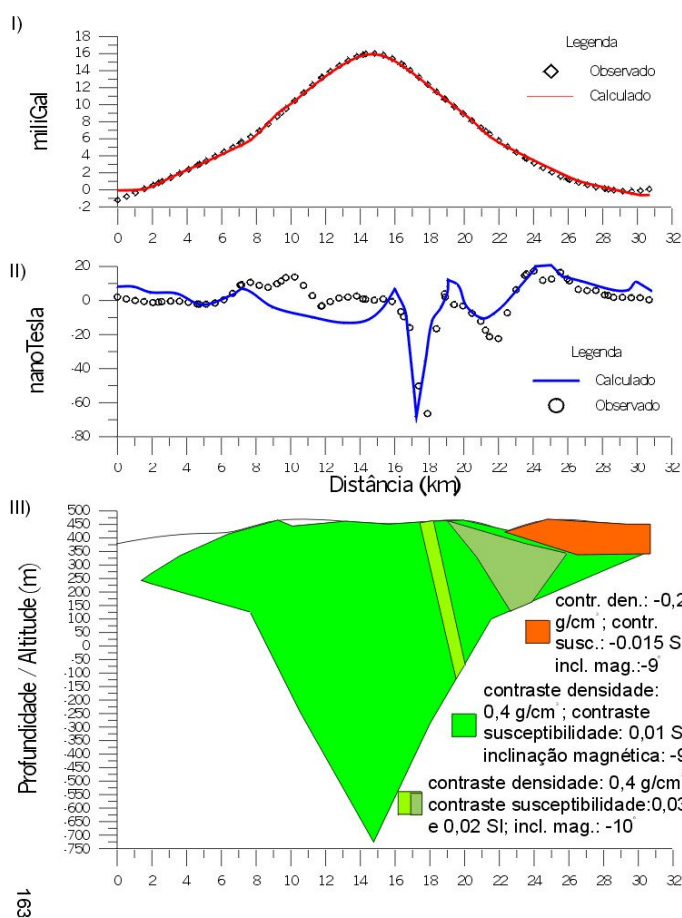 I)
miliGal
18
16
14
12
10
8
6
4
2
0
-2
Legenda
Observado
Calculado
0 2 4 6 8 10 12 14 16 18 20 22 24 26 28 30 32
II)
nanoTesla
20
0
-20
-40
-60
-80
Legenda
Calculado
Observado
0 2 4 6 8 10 12 14 16 18 20 22 24 26 28 30 32
Distância (km)
III)
Profundidade / Altitude (m)
500
450
400
350
300
250
200
150
100
50
0
-50
-100
-150
-200
-250
-300
-350
-400
-450
-500
-550
-600
-650
-700
-750
contr. den.: -0,2
g/cm³; contr.
susc.: -0.015 S
incl. mag.:-9°
contraste densidade:
0,4 g/cm³; contraste
susceptibilidade: 0,01 S
inclinação magnética: -9
contraste densidade: 0,4 g/cm
contraste susceptibilidade:0,03
e 0,02 SI; incl. mag.: -10°
0 2 4 6 8 10 12 14 16 18 20 22 24 26 28 30 32
163